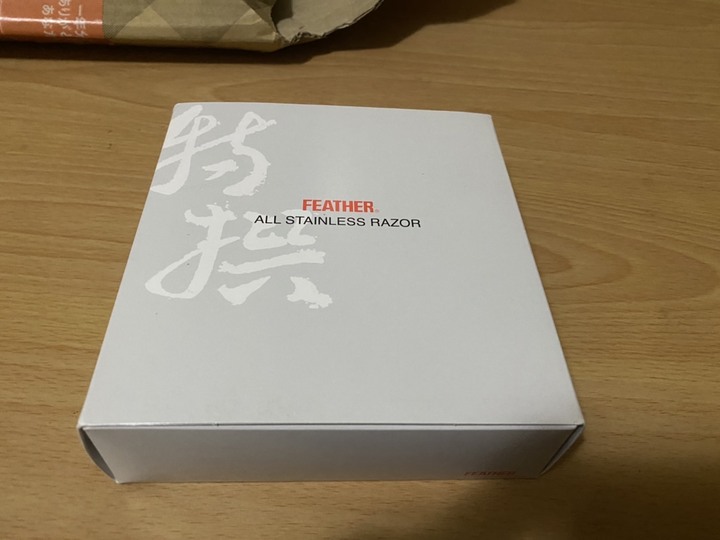 特
撰
FEATHER
ALL STAINLESS RAZOR
FEATHER